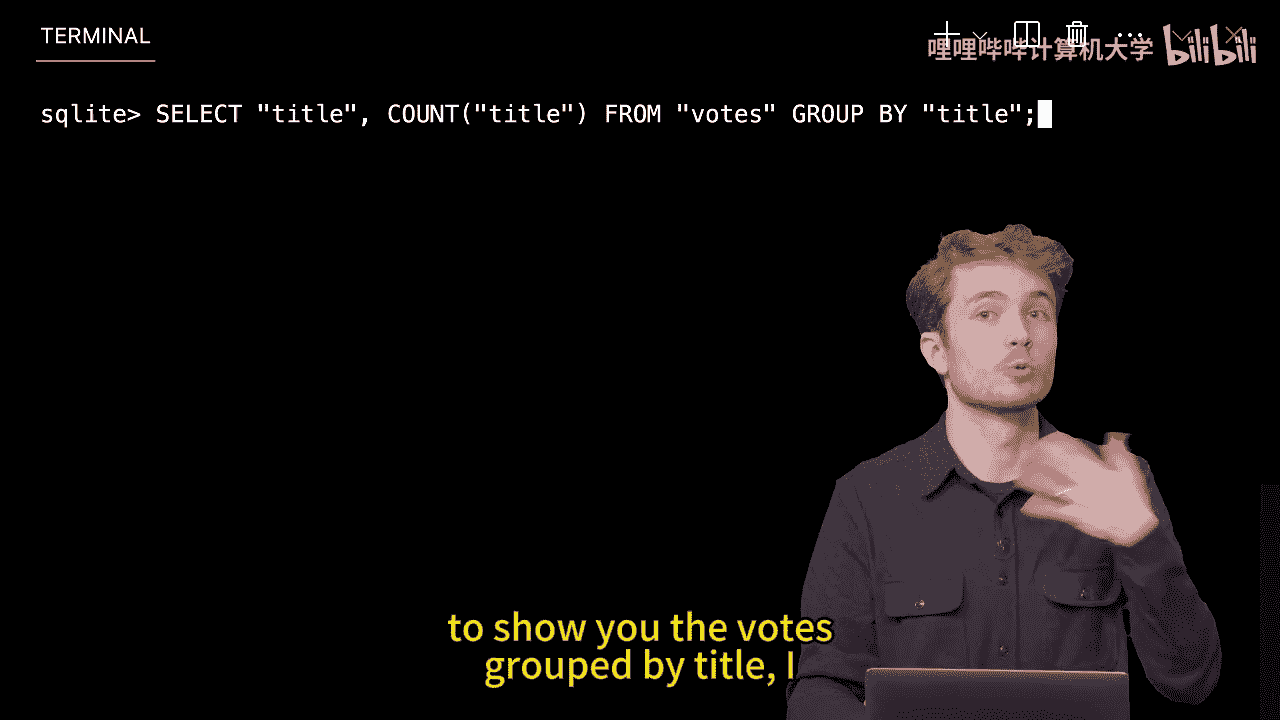 TERMINAL
哩哩哔哔计算机大学 bilibili
sqlite> SELECT "title", COUNT("title") FROM "votes" GROUP BY "title";
to show you the votes
grouped by title, I